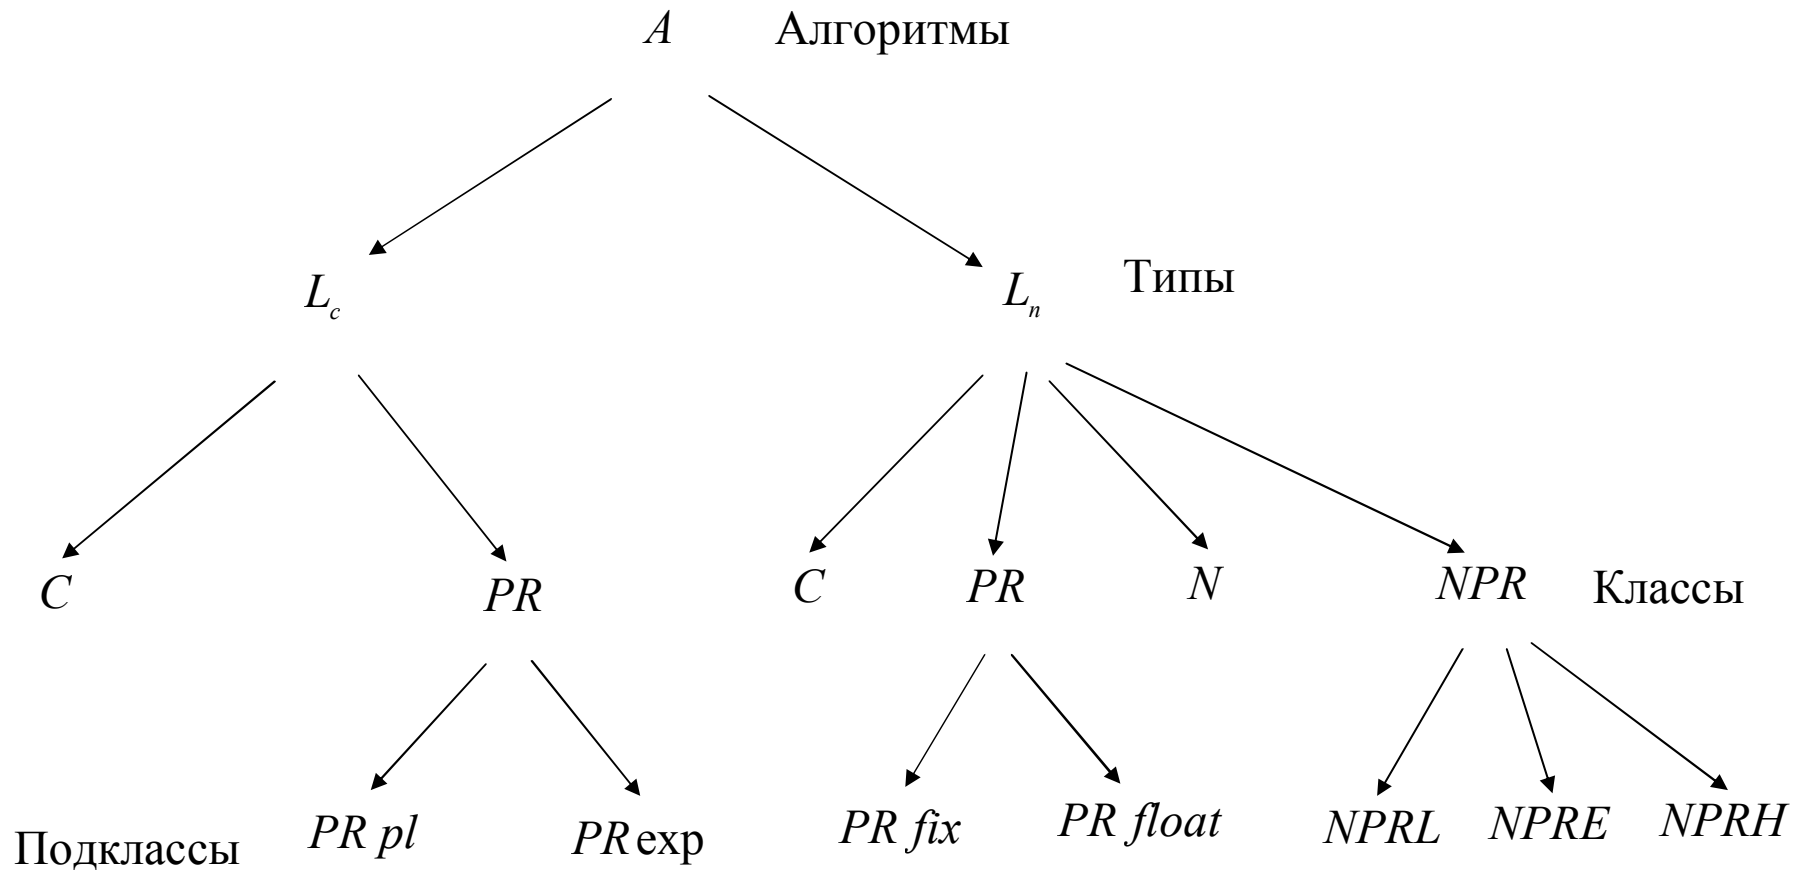 A Алгоритмы
L_c L_n Типы
C PR C PR N NPR Классы
Подклассы PR pl PR exp PR fix PR float NPRL NPRE NPRH